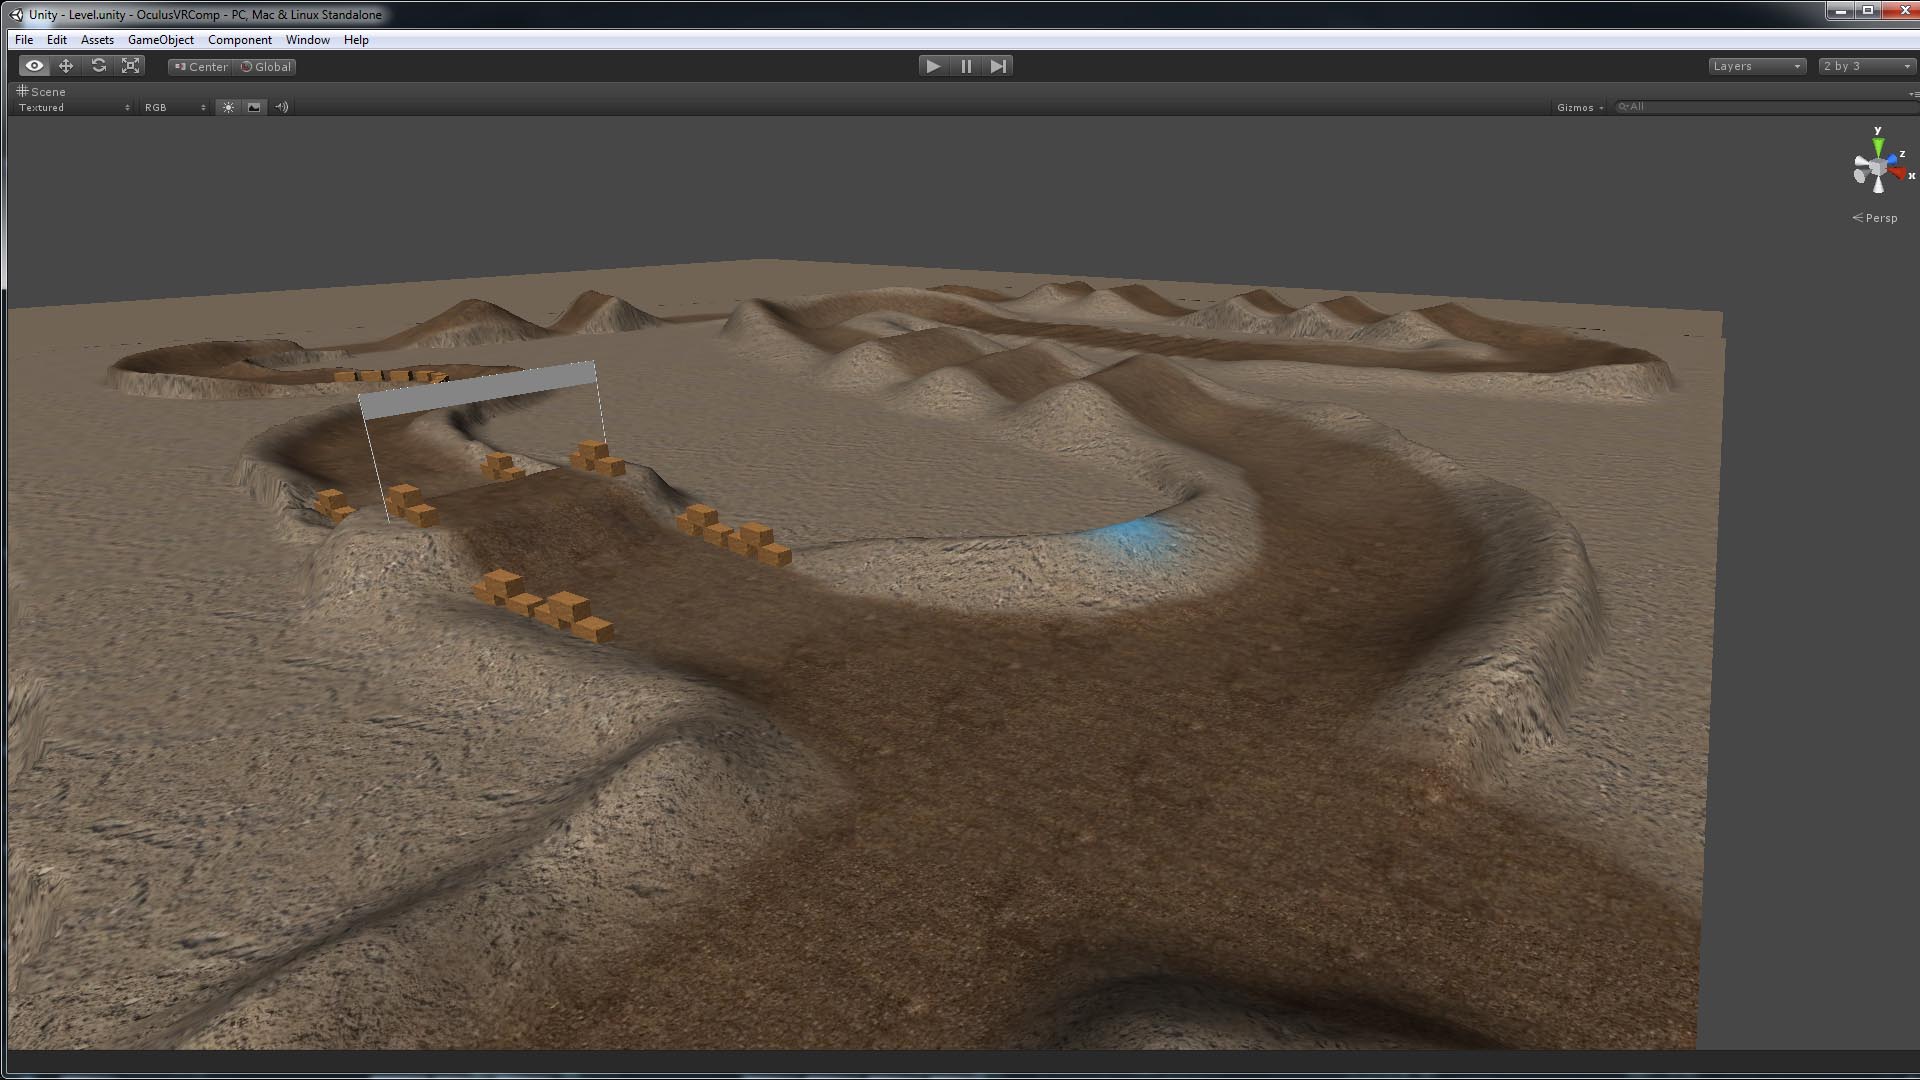 Unity - Level.unity - OculusVRComp - PC, Mac & Linux Standalone
File Edit Assets GameObject Component Window Help
Center Global Layers 2 by 3
Scene
Textured RGB Gizmos All
y
z
x
Persp